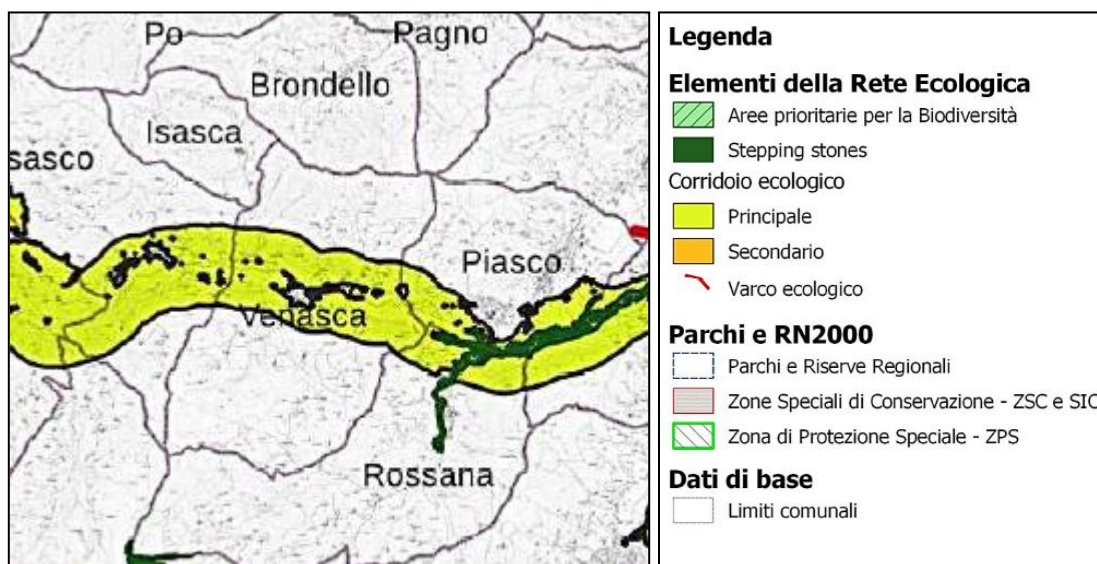 Po
Pagno
Brondello
Isasca
sasco
Piasco
Venasca
Rossana
Legenda
Elementi della Rete Ecologica
Aree prioritarie per la Biodiversità
Stepping stones
Corridoio ecologico
Principale
Secondario
Varco ecologico
Parchi e RN2000
Parchi e Riserve Regionali
Zone Speciali di Conservazione - ZSC e SIC
Zona di Protezione Speciale - ZPS
Dati di base
Limiti comunali